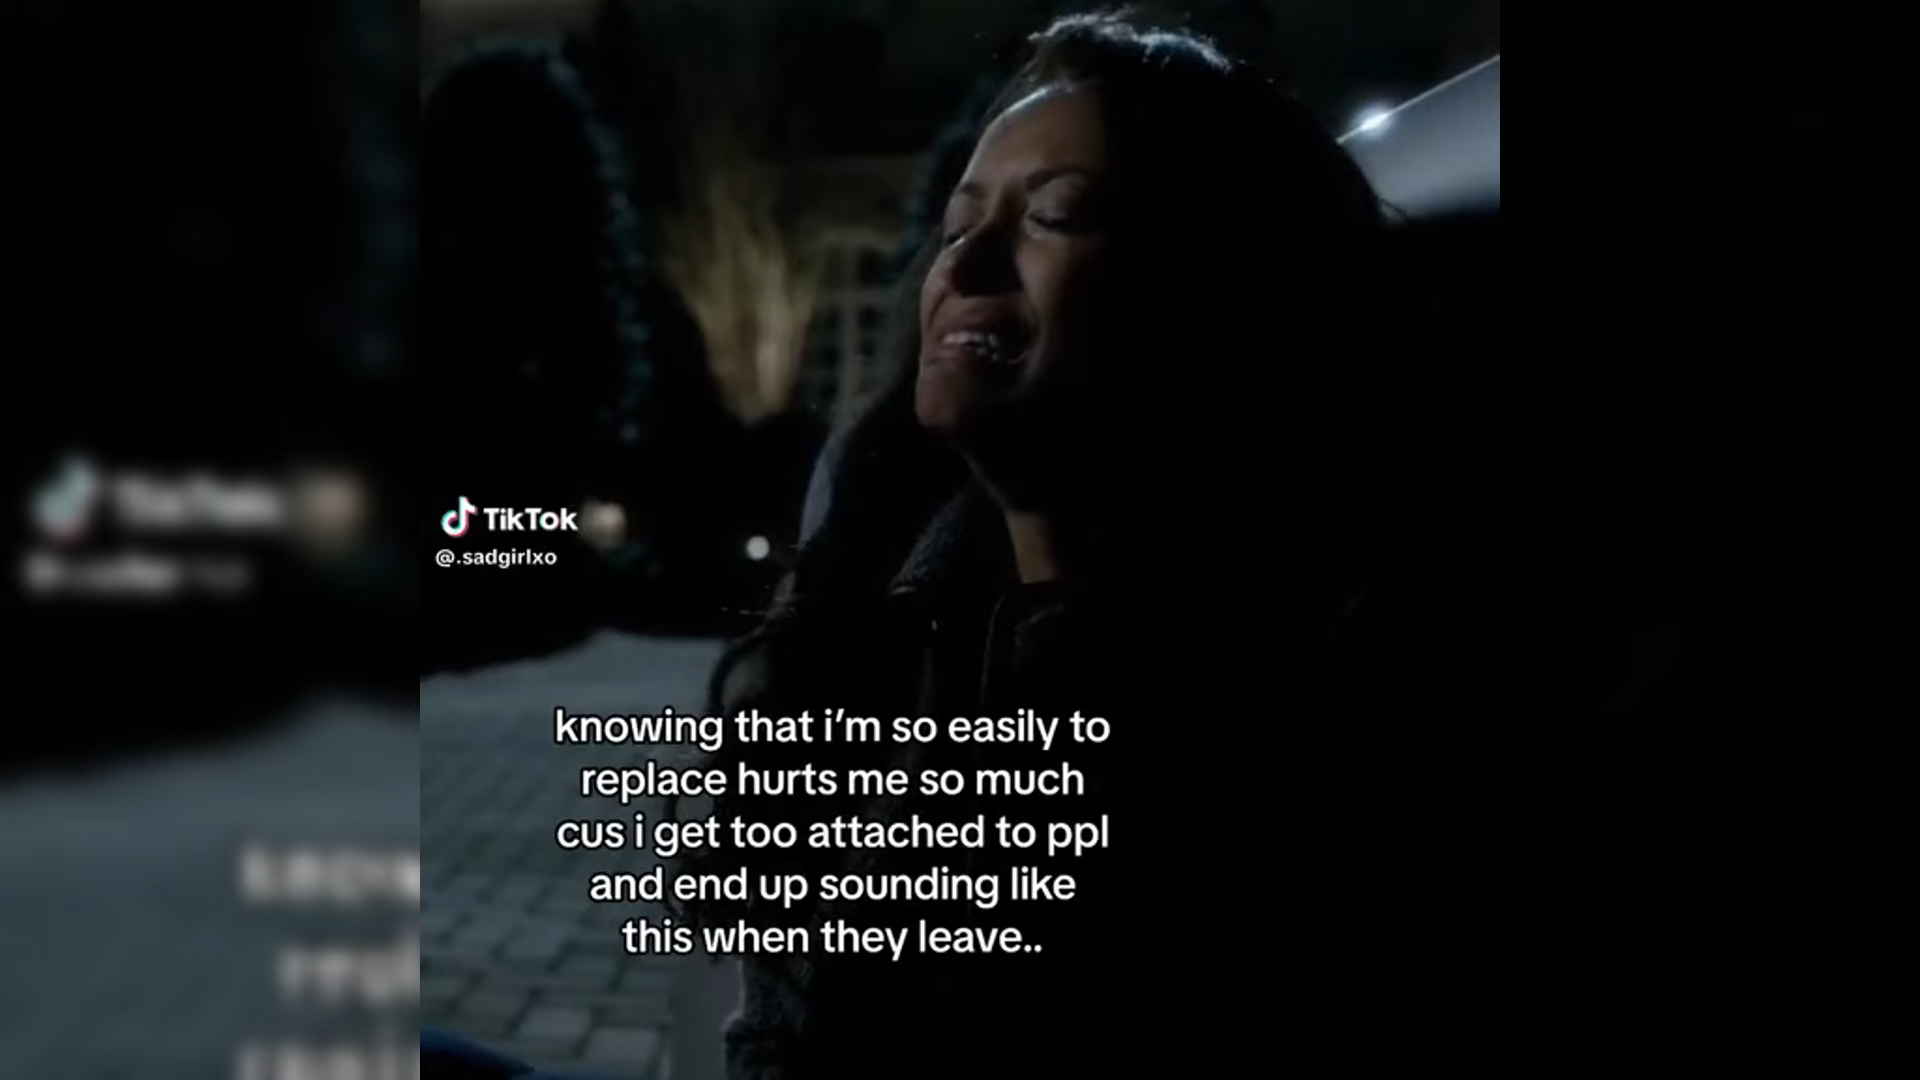 TikTok
@.sadgirlxo
knowing that i’m so easily to
replace hurts me so much
cus i get too attached to ppl
and end up sounding like
this when they leave..